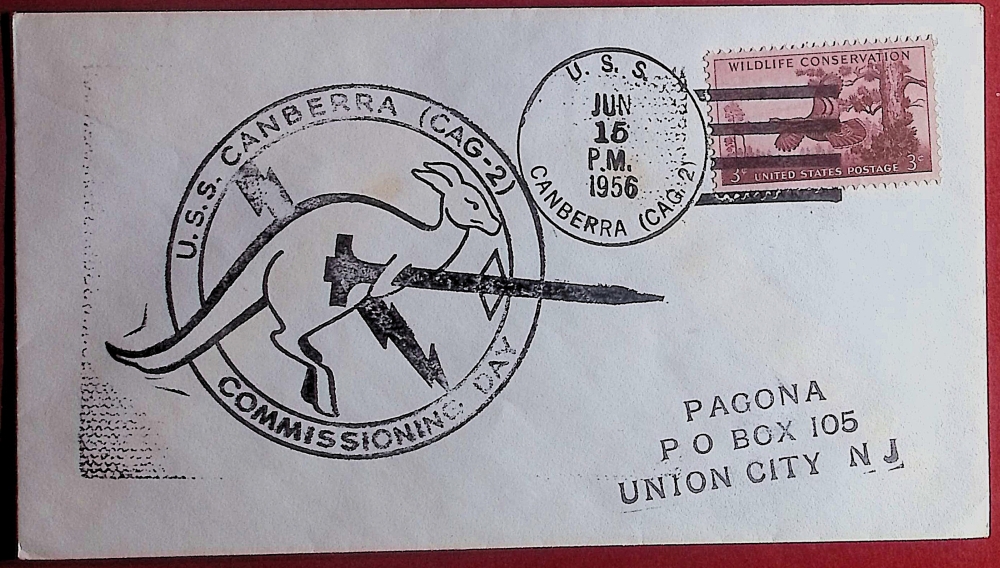 U.S.S. CANBERRA (CAG-2)
COMMISSIONING DAY
U. S. S.
JUN
15
P.M.
1956
CANBERRA (CAG-2)
WILDLIFE CONSERVATION
3¢ UNITED STATES POSTAGE 3¢
PAGONA
P O BOX 105
UNION CITY N J